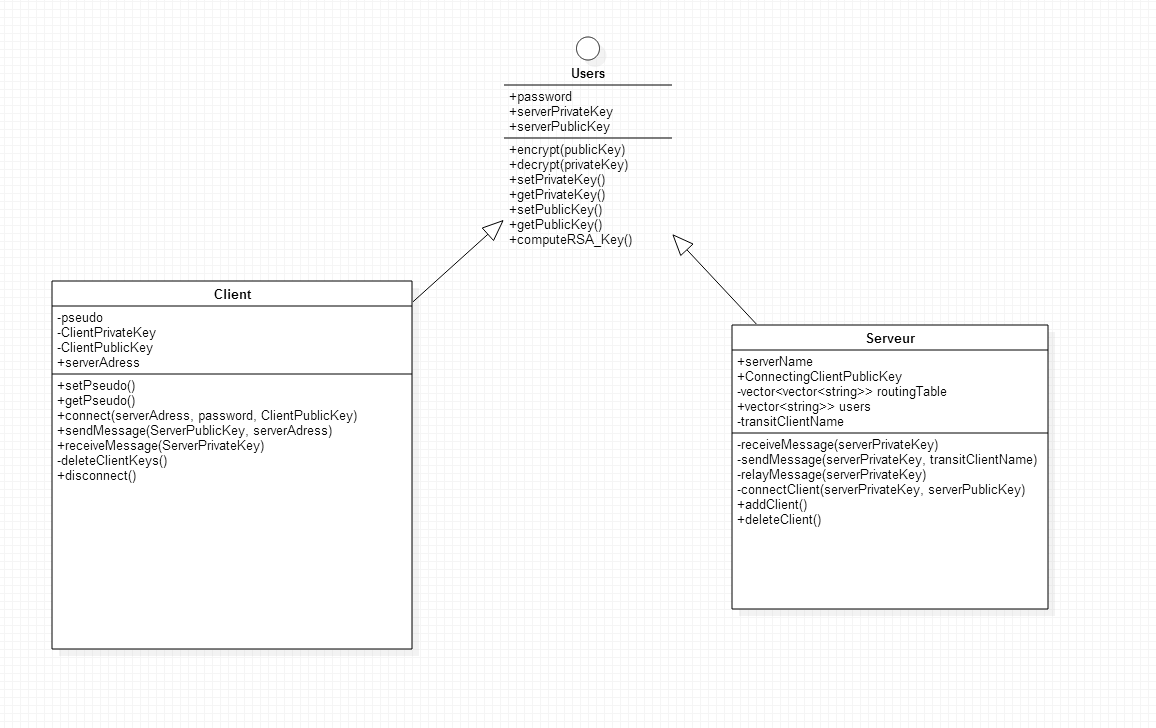 Users
+password
+serverPrivateKey
+serverPublicKey
+encrypt(publicKey)
+decrypt(privateKey)
+setPrivateKey()
+getPrivateKey()
+setPublicKey()
+getPublicKey()
+computeRSA_Key()
Client
-pseudo
-ClientPrivateKey
-ClientPublicKey
+serverAdress
+setPseudo()
+getPseudo()
+connect(serverAdress, password, ClientPublicKey)
+sendMessage(ServerPublicKey, serverAdress)
+receiveMessage(ServerPrivateKey)
-deleteClientKeys()
+disconnect()
Serveur
+serverName
+ConnectingClientPublicKey
-vector<vector<string>> routingTable
+vector<string>> users
-transitClientName
-receiveMessage(serverPrivateKey)
-sendMessage(serverPrivateKey, transitClientName)
-relayMessage(serverPrivateKey)
-connectClient(serverPrivateKey, serverPublicKey)
+addClient()
+deleteClient()